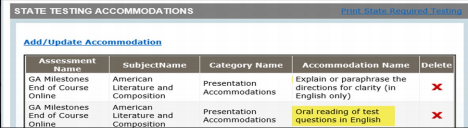 STATE TESTING ACCOMMODATIONS Print State Required Testing
Add/Update Accommodation
Assessment Name SubjectName Category Name Accommodation Name Delete
GA Milestones End of Course Online American Literature and Composition Presentation Accommodations Explain or paraphrase the directions for clarity (in English only) X
GA Milestones End of Course Online American Literature and Composition Presentation Accommodations Oral reading of test questions in English X